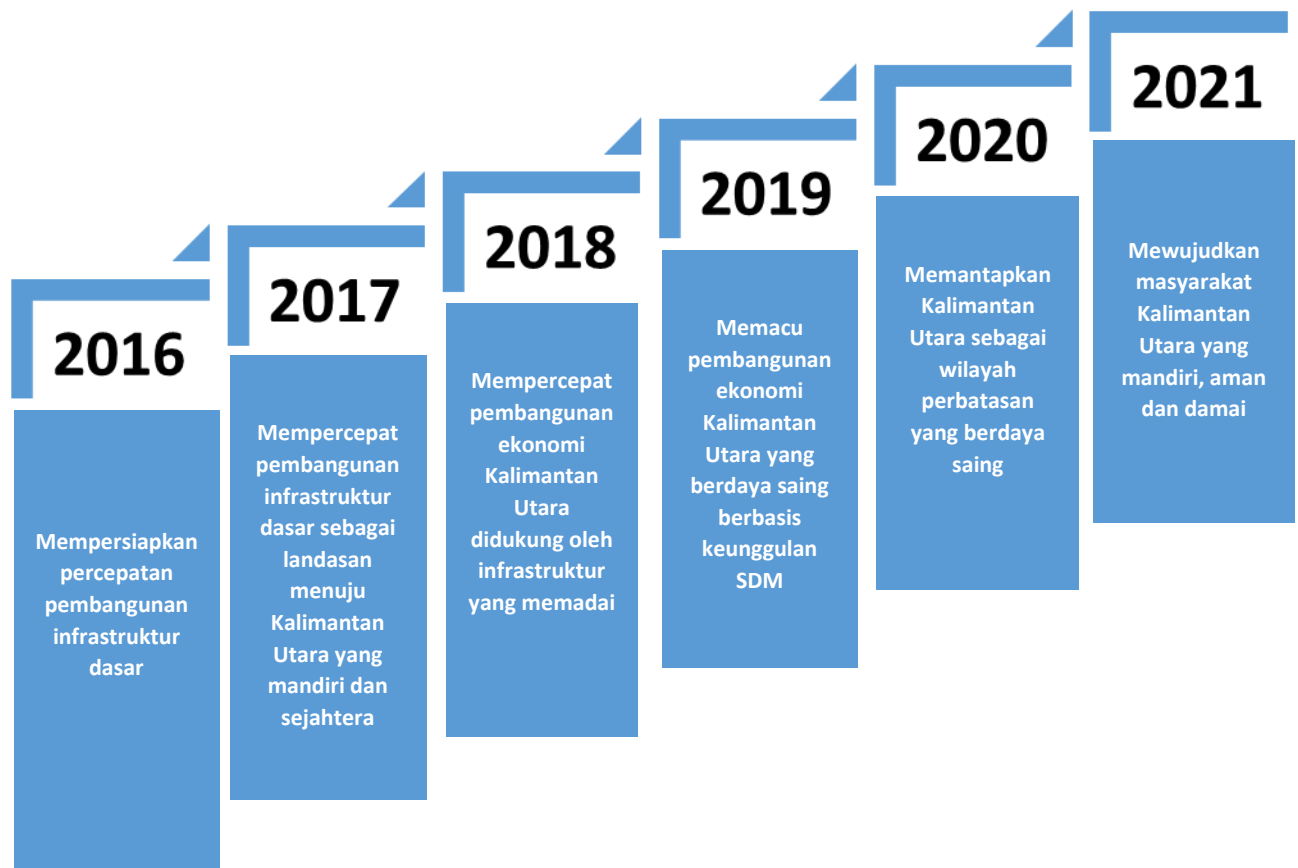 2016
Mempersiapkan
percepatan
pembangunan
infrastruktur
dasar
2017
Mempercepat
pembangunan
infrastruktur
dasar sebagai
landasan
menuju
Kalimantan
Utara yang
mandiri dan
sejahtera
2018
Mempercepat
pembangunan
ekonomi
Kalimantan
Utara
didukung oleh
infrastruktur
yang memadai
2019
Memacu
pembangunan
ekonomi
Kalimantan
Utara yang
berdaya saing
berbasis
keunggulan
SDM
2020
Memantapkan
Kalimantan
Utara sebagai
wilayah
perbatasan
yang berdaya
saing
2021
Mewujudkan
masyarakat
Kalimantan
Utara yang
mandiri, aman
dan damai